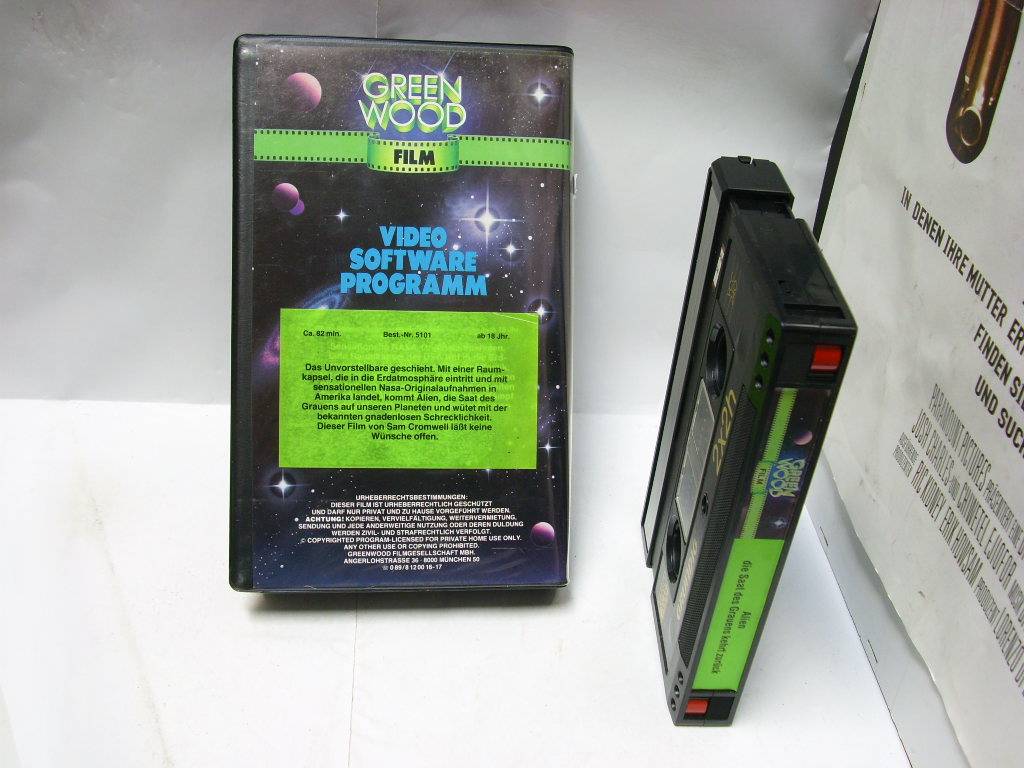 GREEN
WOOD
FILM
VIDEO
SOFTWARE
PROGRAMM
Ca. 82 min. Best.-Nr. 5101 ab 18 Jhr.
Das Unvorstellbare geschieht. Mit einer Raum-
kapsel, die in die Erdatmosphäre eintritt und mit
sensationellen Nasa-Originalaufnahmen in
Amerika landet, kommt Alien, die Saat des
Grauens auf unseren Planeten und wütet mit der
bekannten gnadenlosen Schrecklichkeit.
Dieser Film von Sam Cromwell läßt keine
Wünsche offen.
URHEBERRECHTSBESTIMMUNGEN:
DIESER FILM IST URHEBERRECHTLICH GESCHÜTZT
UND DARF NUR PRIVAT UND ZU HAUSE VORGEFÜHRT WERDEN.
ACHTUNG! KOPIEREN, VERVIELFÄLTIGUNG, WEITERVERMIETUNG,
SENDUNG UND JEDE ANDERWEITIGE NUTZUNG ODER DEREN DULDUNG
WERDEN ZIVIL- UND STRAFRECHTLICH VERFOLGT.
© COPYRIGHTED PROGRAM-LICENSED FOR PRIVATE HOME USE ONLY.
ANY OTHER USE OR COPYING PROHIBITED.
GREENWOOD FILMGESELLSCHAFT MBH.
ANGERLOHSTRASSE 36 · 8000 MÜNCHEN 50
☎ 089/8120016-17
2x2h
GREEN
WOOD
FILM
Alien
die Saat des Grauens kehrt zurück
IN DENEN IHRE MUTTER
FINDEN SI
UND SUC
PARAMOUNT PICTURES